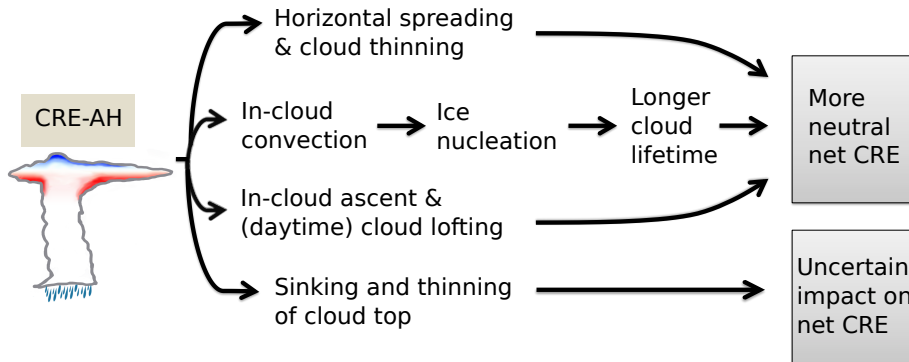 Horizontal spreading
& cloud thinning
CRE-AH
In-cloud
convection
Ice
nucleation
Longer
cloud
lifetime
More
neutral
net CRE
In-cloud ascent &
(daytime) cloud lofting
Sinking and thinning
of cloud top
Uncertain
impact on
net CRE